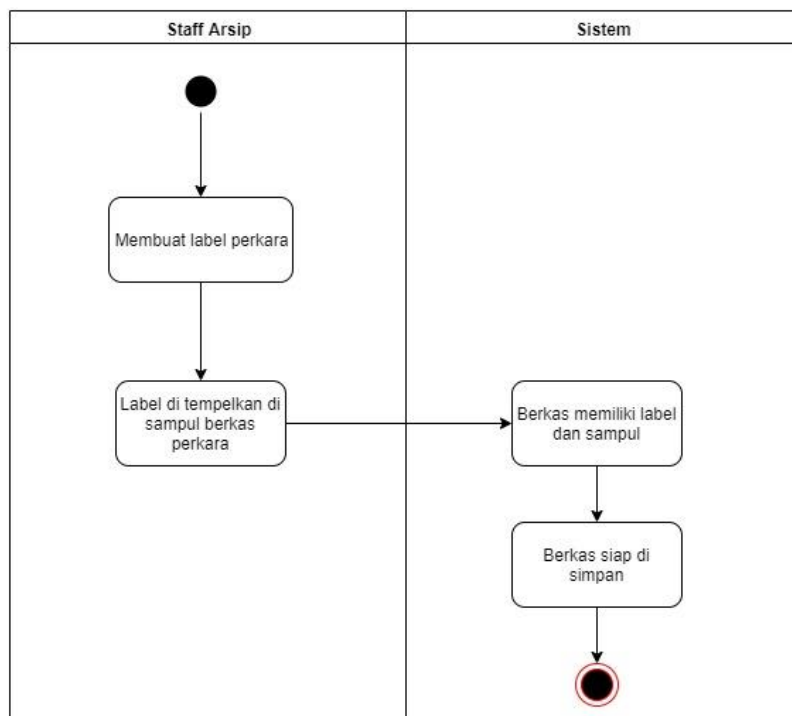 Staff Arsip
Sistem
Membuat label perkara
Label di tempelkan di
sampul berkas
perkara
Berkas memiliki label
dan sampul
Berkas siap di
simpan